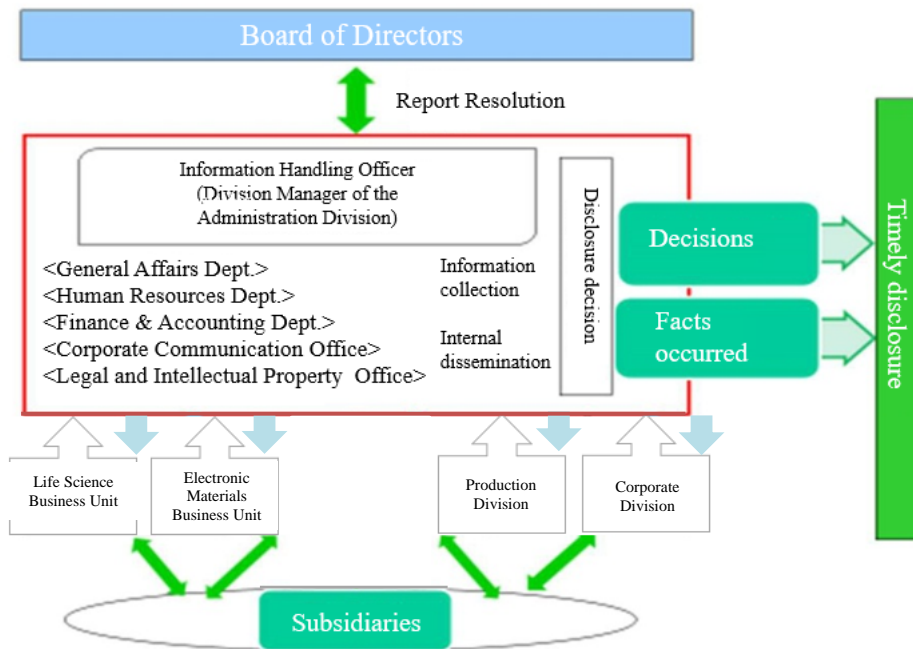 Board of Directors
Report Resolution
Information Handling Officer
(Division Manager of the
Administration Division)
<General Affairs Dept.>
<Human Resources Dept.>
<Finance & Accounting Dept.>
<Corporate Communication Office>
<Legal and Intellectual Property Office>
Information
collection
Internal
dissemination
Disclosure decision
Decisions
Facts
occurred
Timely disclosure
Life Science
Business Unit
Electronic
Materials
Business Unit
Production
Division
Corporate
Division
Subsidiaries